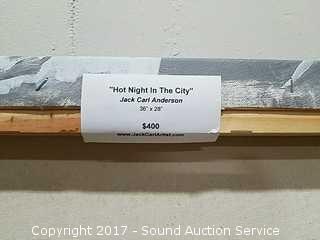 "Hot Night In The City"
Jack Carl Anderson
36" x 28"
$400
www.JackCarlArtist.com
Copyright 2017 - Sound Auction Service